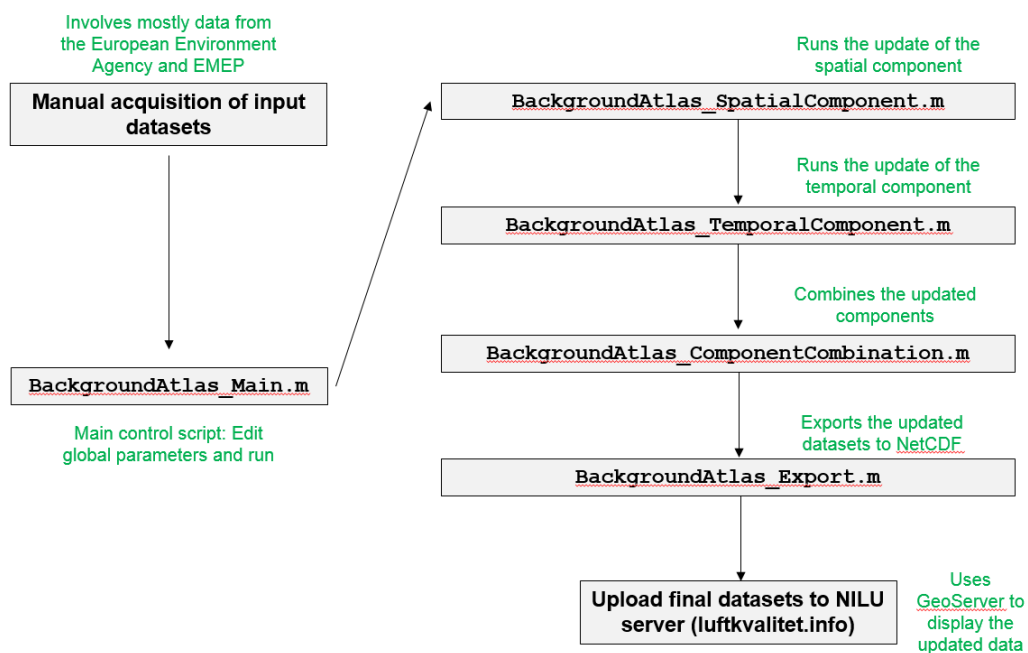 Involves mostly data from
the European Environment
Agency and EMEP
Manual acquisition of input
datasets
BackgroundAtlas_Main.m
Main control script: Edit
global parameters and run
Runs the update of the
spatial component
BackgroundAtlas_SpatialComponent.m
Runs the update of the
temporal component
BackgroundAtlas_TemporalComponent.m
Combines the updated
components
BackgroundAtlas_ComponentCombination.m
Exports the updated
datasets to NetCDF
BackgroundAtlas_Export.m
Upload final datasets to NILU
server (luftkvalitet.info)
Uses
GeoServer to
display the
updated data